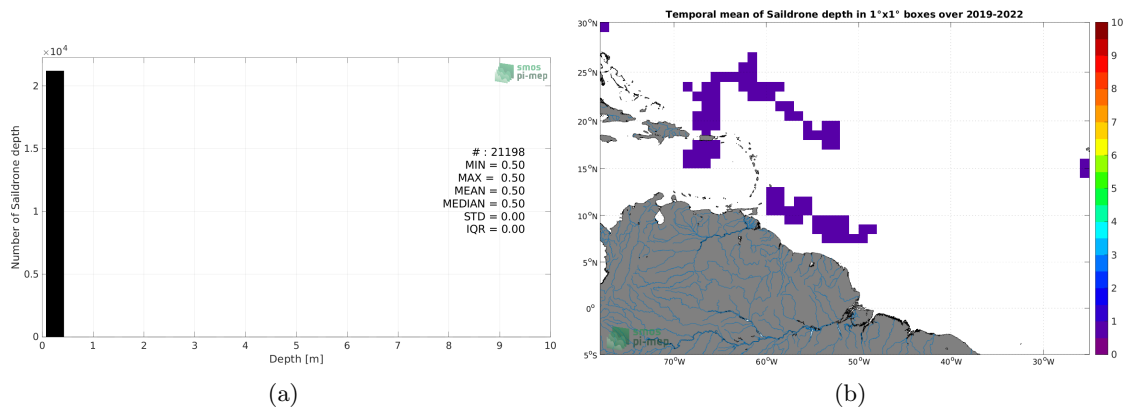 ×10⁴
2
1.5
1
0.5
0
Number of Saildrone depth
smos
pi-mep
# : 21198
MIN = 0.50
MAX = 0.50
MEAN = 0.50
MEDIAN = 0.50
STD = 0.00
IQR = 0.00
0 1 2 3 4 5 6 7 8 9 10
Depth [m]
(a)
Temporal mean of Saildrone depth in 1°x1° boxes over 2019-2022
30°N
25°N
20°N
15°N
10°N
5°N
0°
5°S
70°W 60°W 50°W 40°W 30°W
smos
pi-mep
10
9
8
7
6
5
4
3
2
1
0
(b)